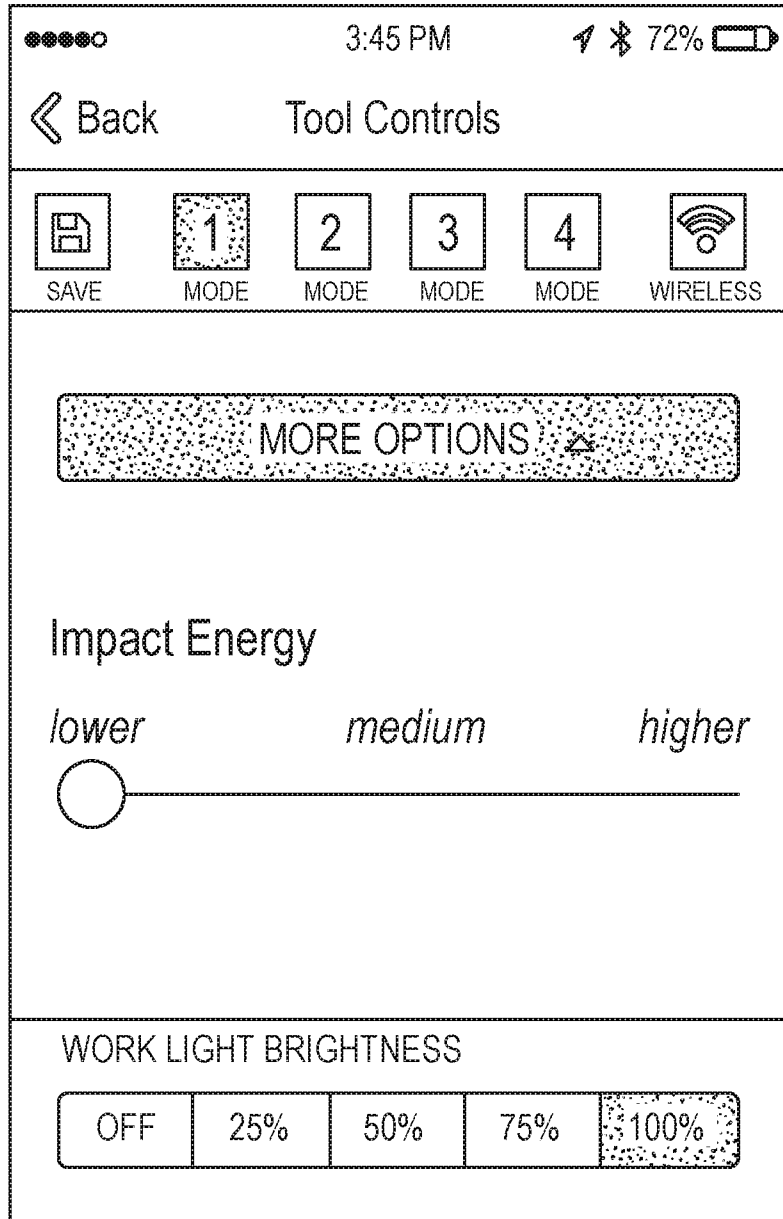 3:45 PM 72%
Back Tool Controls
1 2 3 4
SAVE MODE MODE MODE MODE WIRELESS
MORE OPTIONS
Impact Energy
lower medium higher
WORK LIGHT BRIGHTNESS
OFF 25% 50% 75% 100%